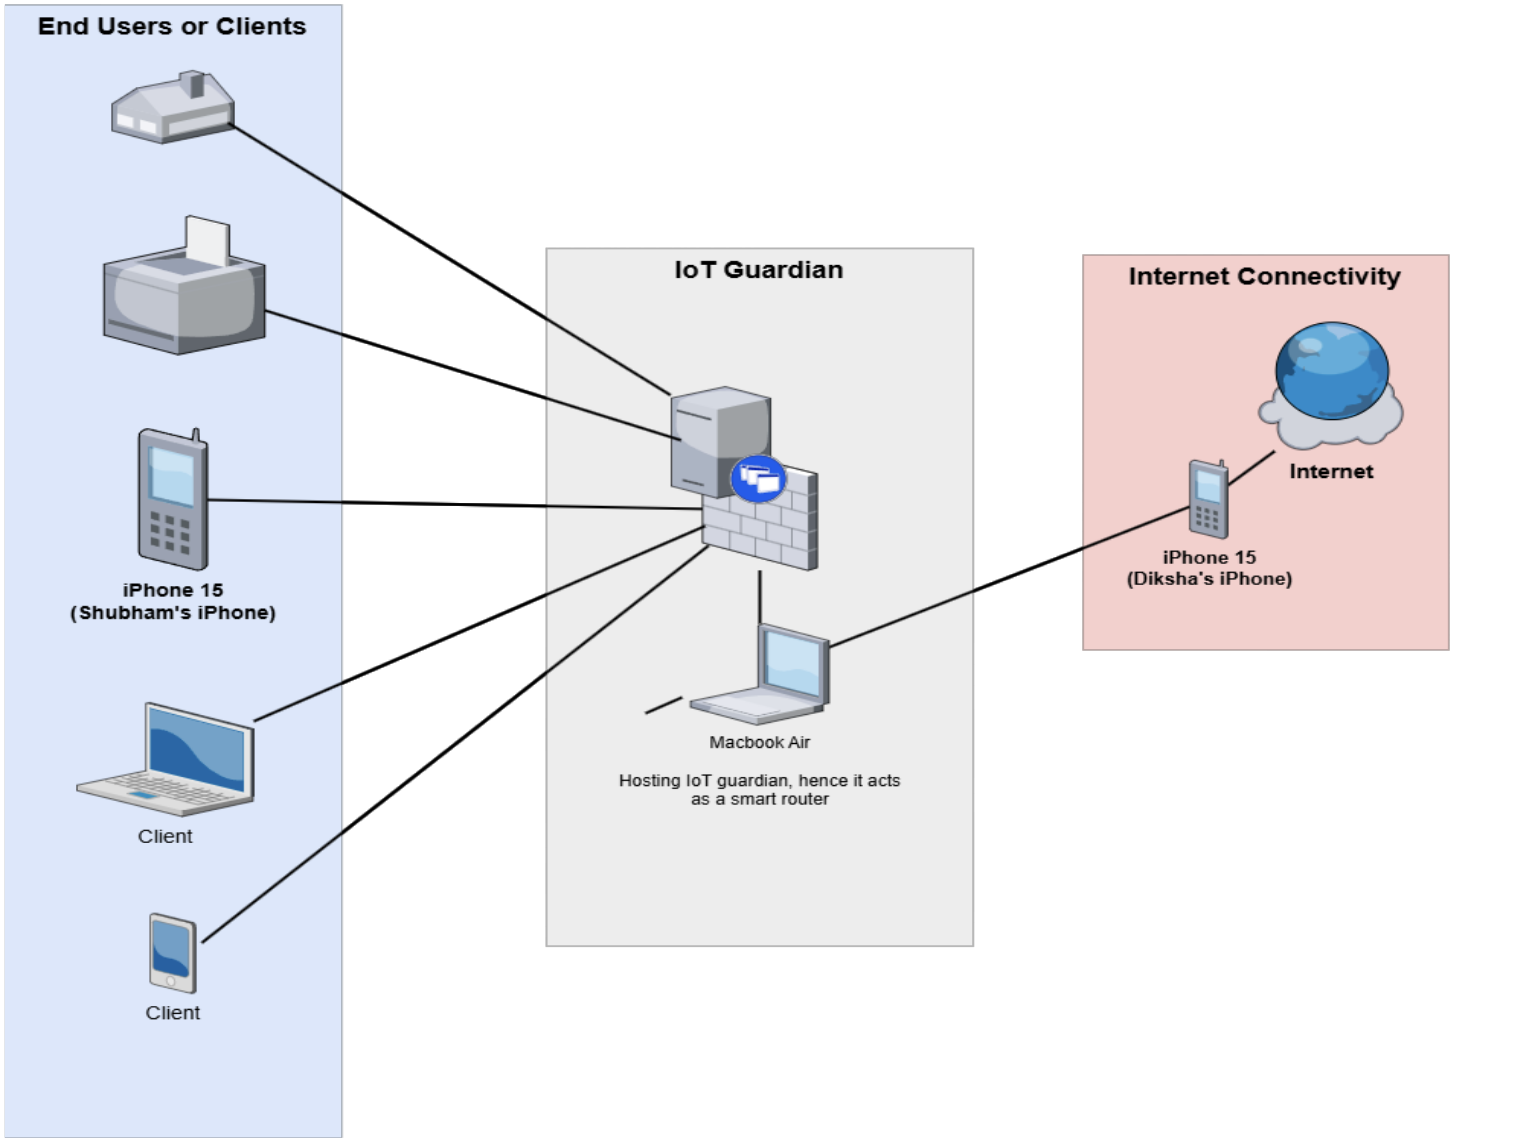 End Users or Clients
iPhone 15
(Shubham's iPhone)
Client
Client
IoT Guardian
Macbook Air
Hosting IoT guardian, hence it acts
as a smart router
Internet Connectivity
Internet
iPhone 15
(Diksha's iPhone)